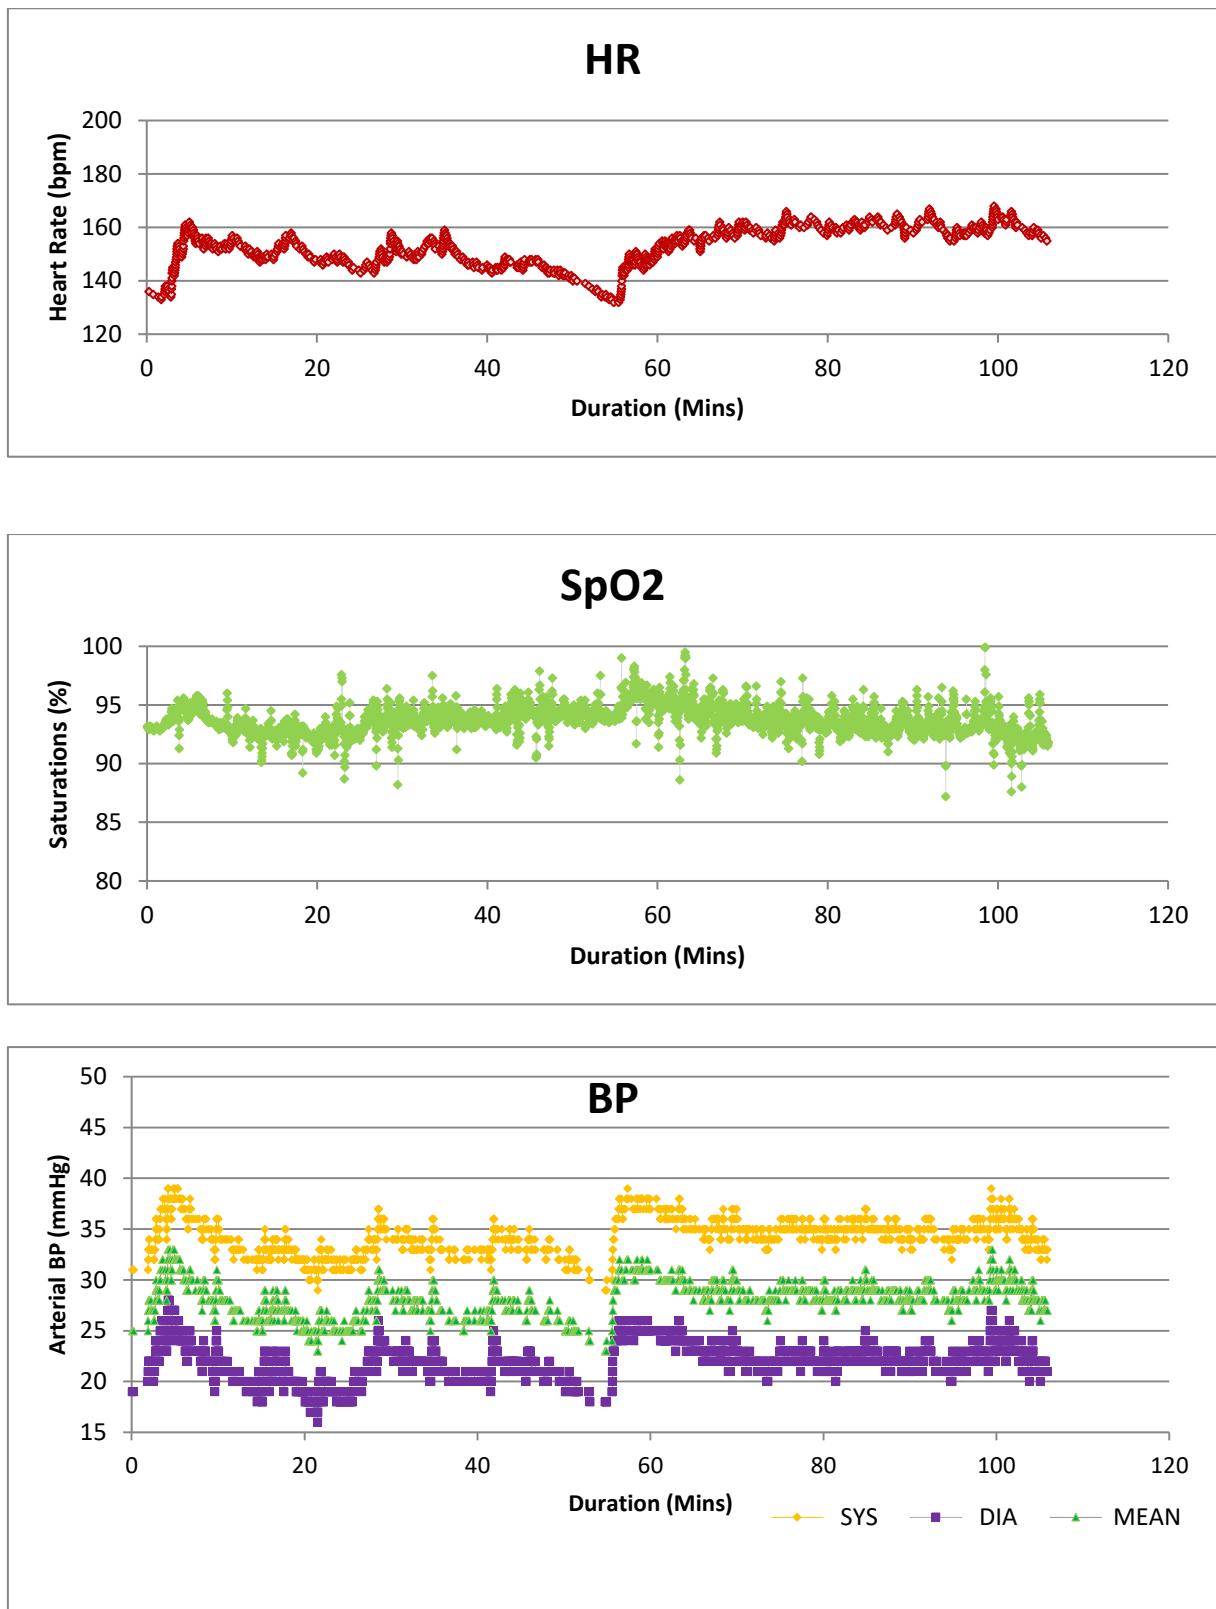 HR
200
180
160
140
120
0 20 40 60 80 100 120
Heart Rate (bpm)
Duration (Mins)
SpO2
100
95
90
85
80
0 20 40 60 80 100 120
Saturations (%)
Duration (Mins)
BP
50
45
40
35
30
25
20
15
0 20 40 60 80 100 120
Arterial BP (mmHg)
Duration (Mins)
SYS DIA MEAN